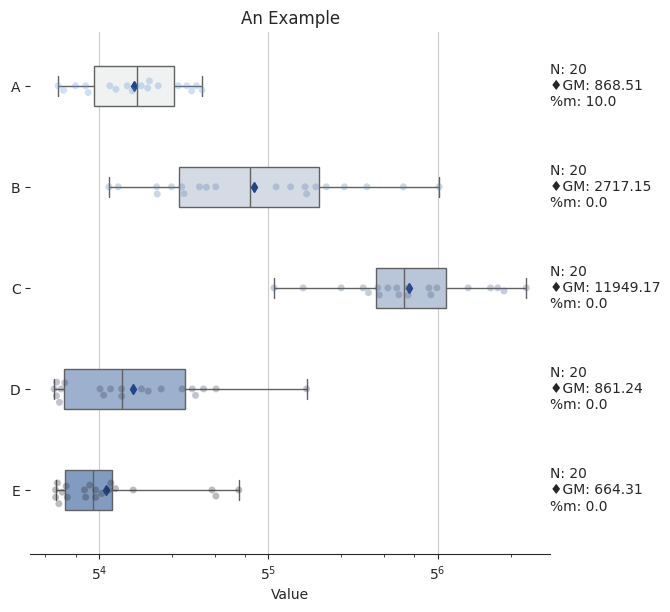 An Example
A
N: 20
♦GM: 868.51
%m: 10.0
B
N: 20
♦GM: 2717.15
%m: 0.0
C
N: 20
♦GM: 11949.17
%m: 0.0
D
N: 20
♦GM: 861.24
%m: 0.0
E
N: 20
♦GM: 664.31
%m: 0.0
5⁴ 5⁵ 5⁶
Value